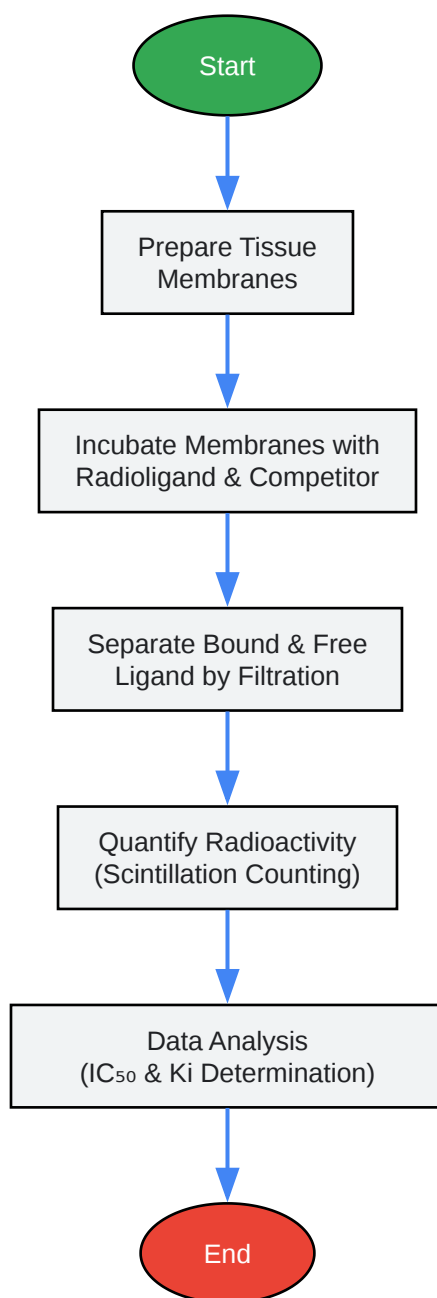 Start
Prepare Tissue
Membranes
Incubate Membranes with
Radioligand & Competitor
Separate Bound & Free
Ligand by Filtration
Quantify Radioactivity
(Scintillation Counting)
Data Analysis
(IC₅₀ & Ki Determination)
End